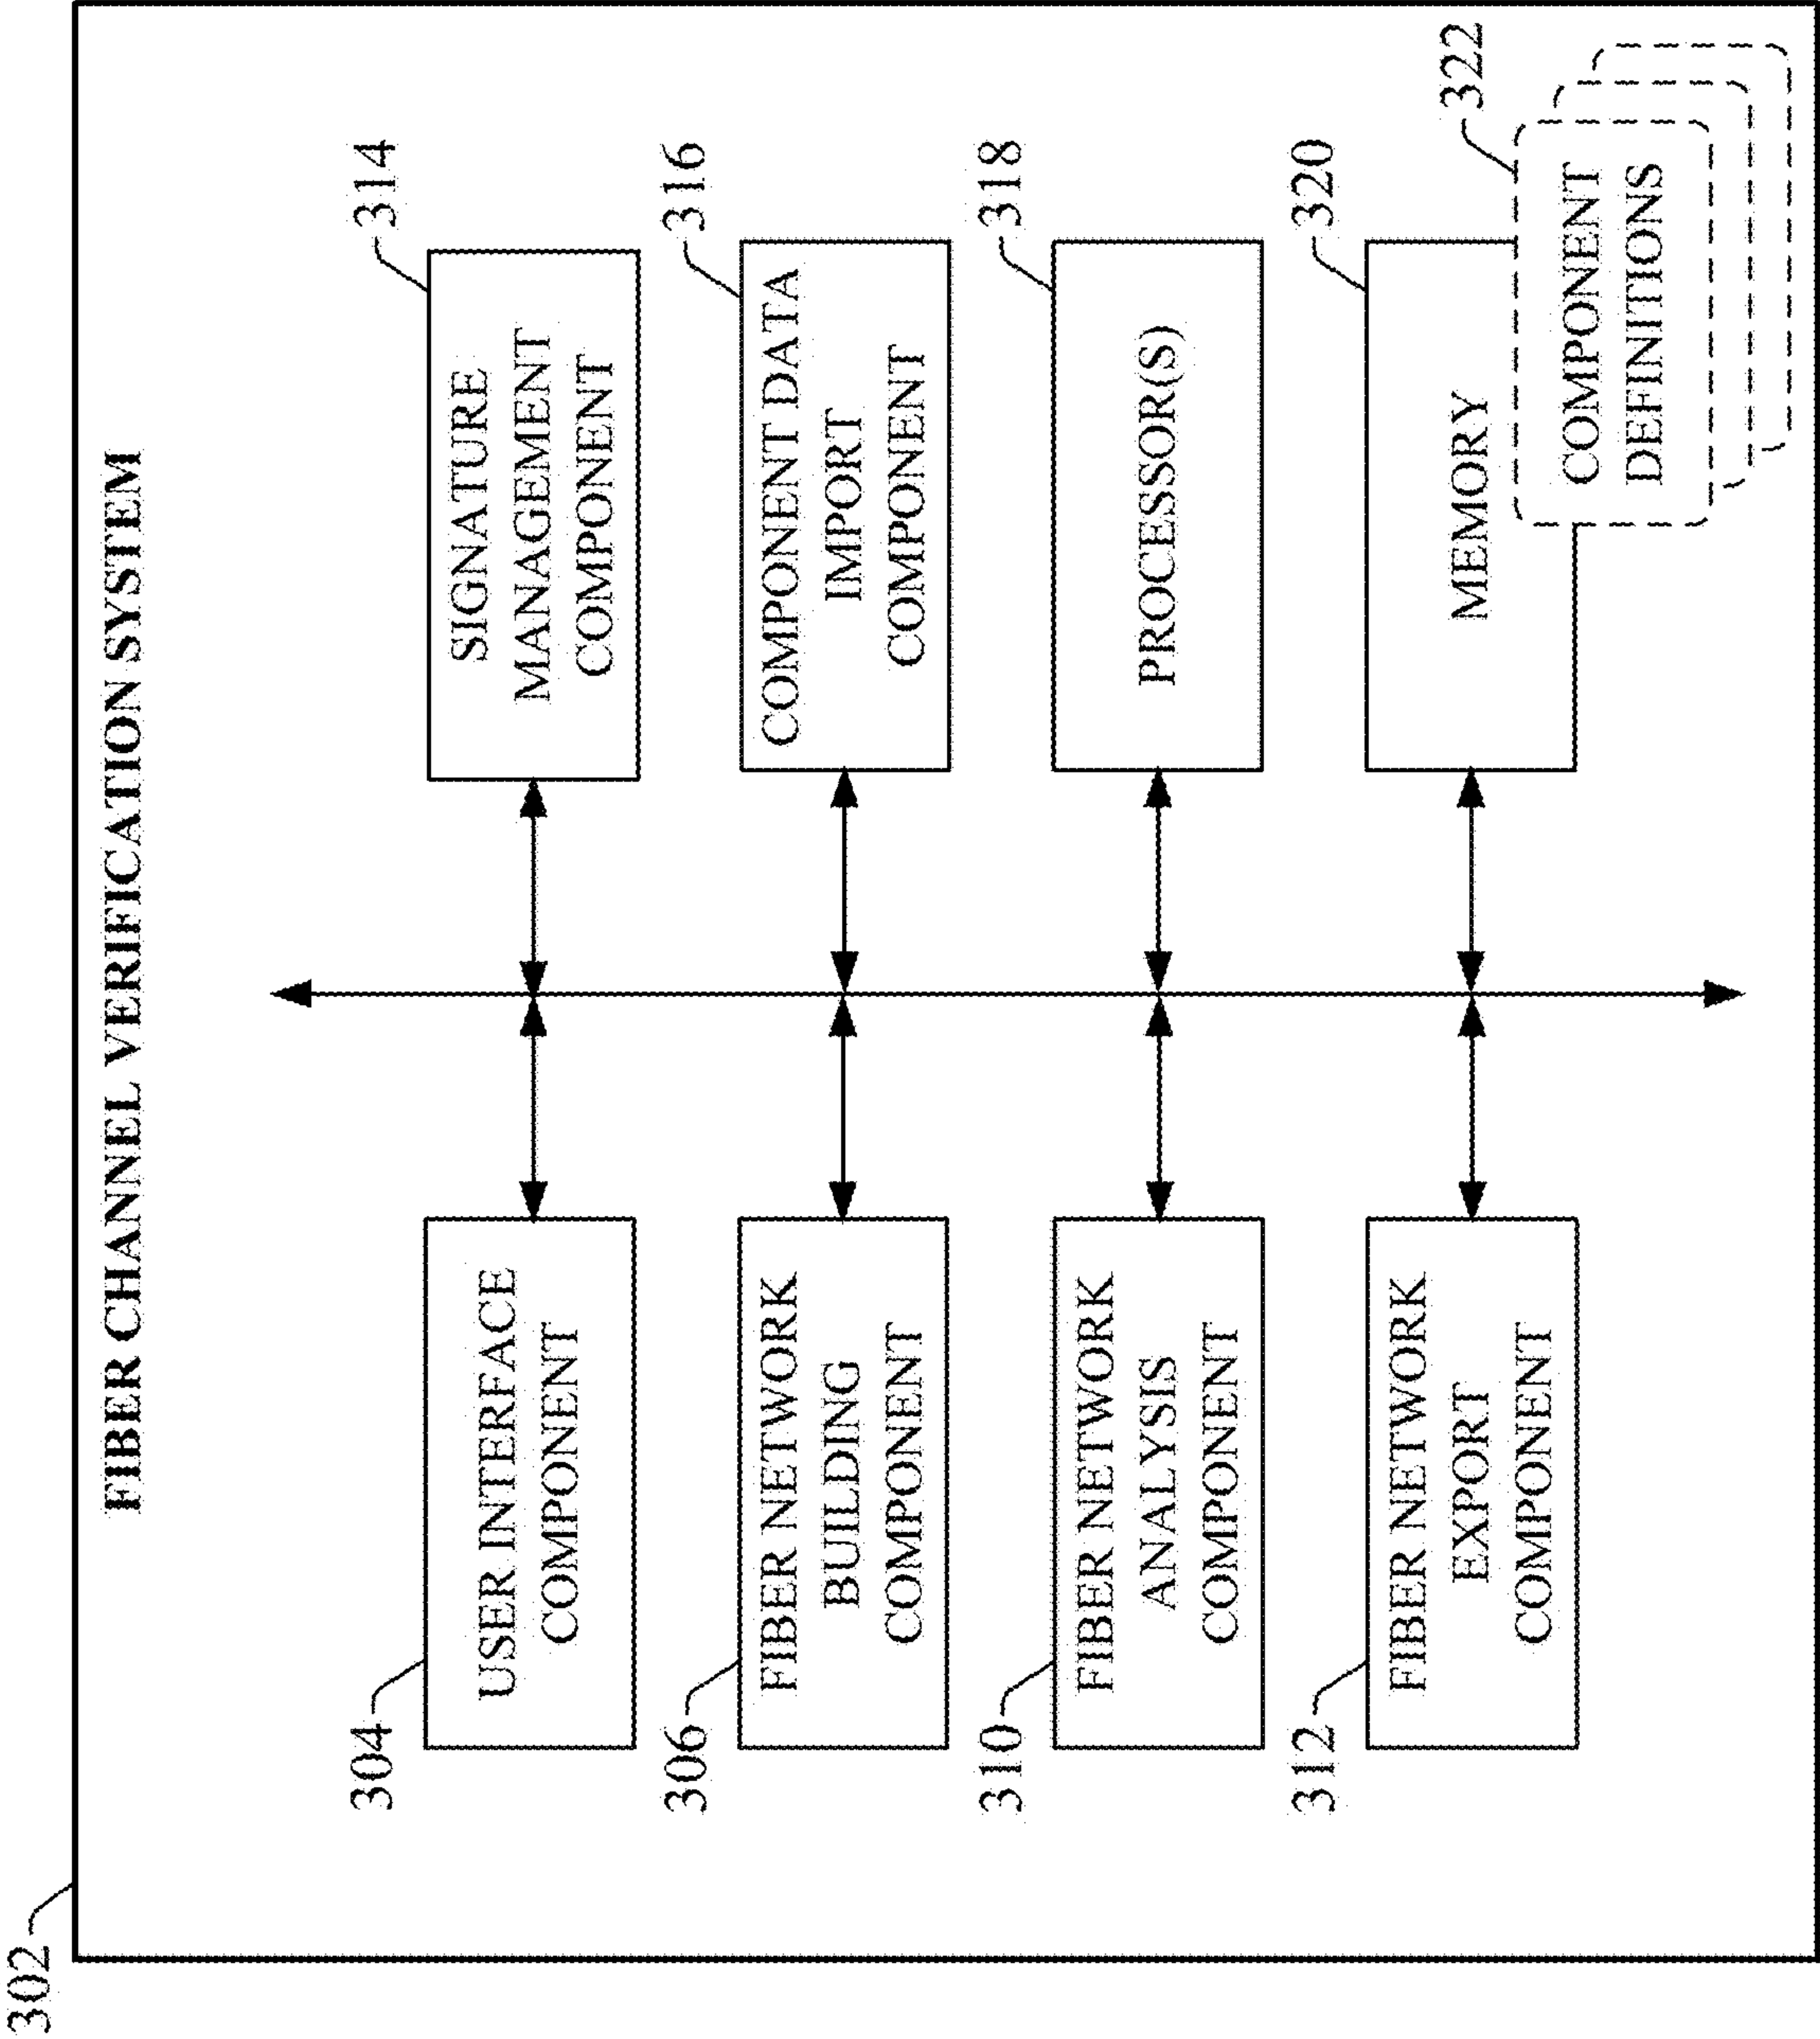 302
FIBER CHANNEL VERIFICATION SYSTEM
304
USER INTERFACE
COMPONENT
306
FIBER NETWORK
BUILDING
COMPONENT
310
FIBER NETWORK
ANALYSIS
COMPONENT
312
FIBER NETWORK
EXPORT
COMPONENT
314
SIGNATURE
MANAGEMENT
COMPONENT
316
COMPONENT DATA
IMPORT
COMPONENT
318
PROCESSOR(S)
320
MEMORY
322
COMPONENT
DEFINITIONS